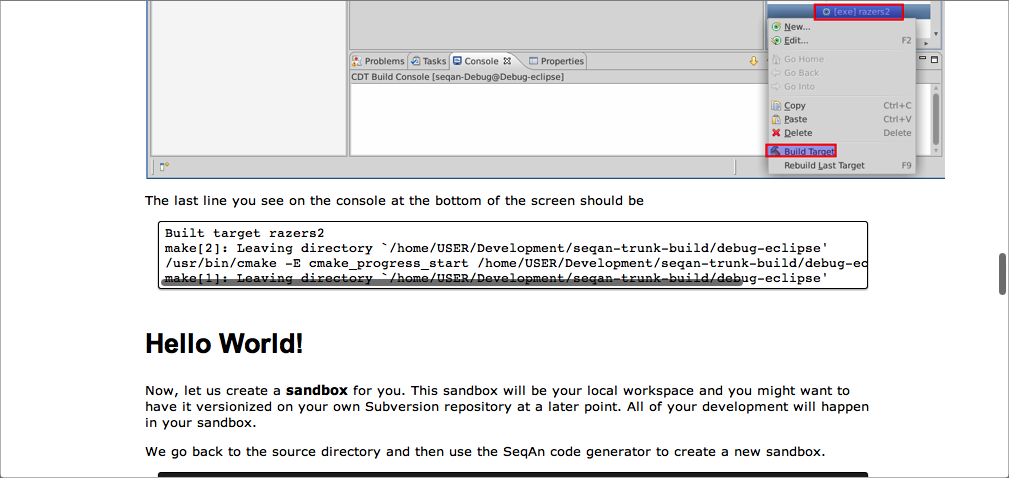 [exe] razers2
New...
Edit... F2
Go Home
Go Back
Go Into
Copy Ctrl+C
Paste Ctrl+V
Delete Delete
Build Target
Rebuild Last Target F9
Problems Tasks Console Properties
CDT Build Console [seqan-Debug@Debug-eclipse]
The last line you see on the console at the bottom of the screen should be
Built target razers2
make[2]: Leaving directory `/home/USER/Development/seqan-trunk-build/debug-eclipse'
/usr/bin/cmake -E cmake_progress_start /home/USER/Development/seqan-trunk-build/debug-ec
make[1]: Leaving directory `/home/USER/Development/seqan-trunk-build/debug-eclipse'
Hello World!
Now, let us create a sandbox for you. This sandbox will be your local workspace and you might want to
have it versionized on your own Subversion repository at a later point. All of your development will happen
in your sandbox.
We go back to the source directory and then use the SeqAn code generator to create a new sandbox.